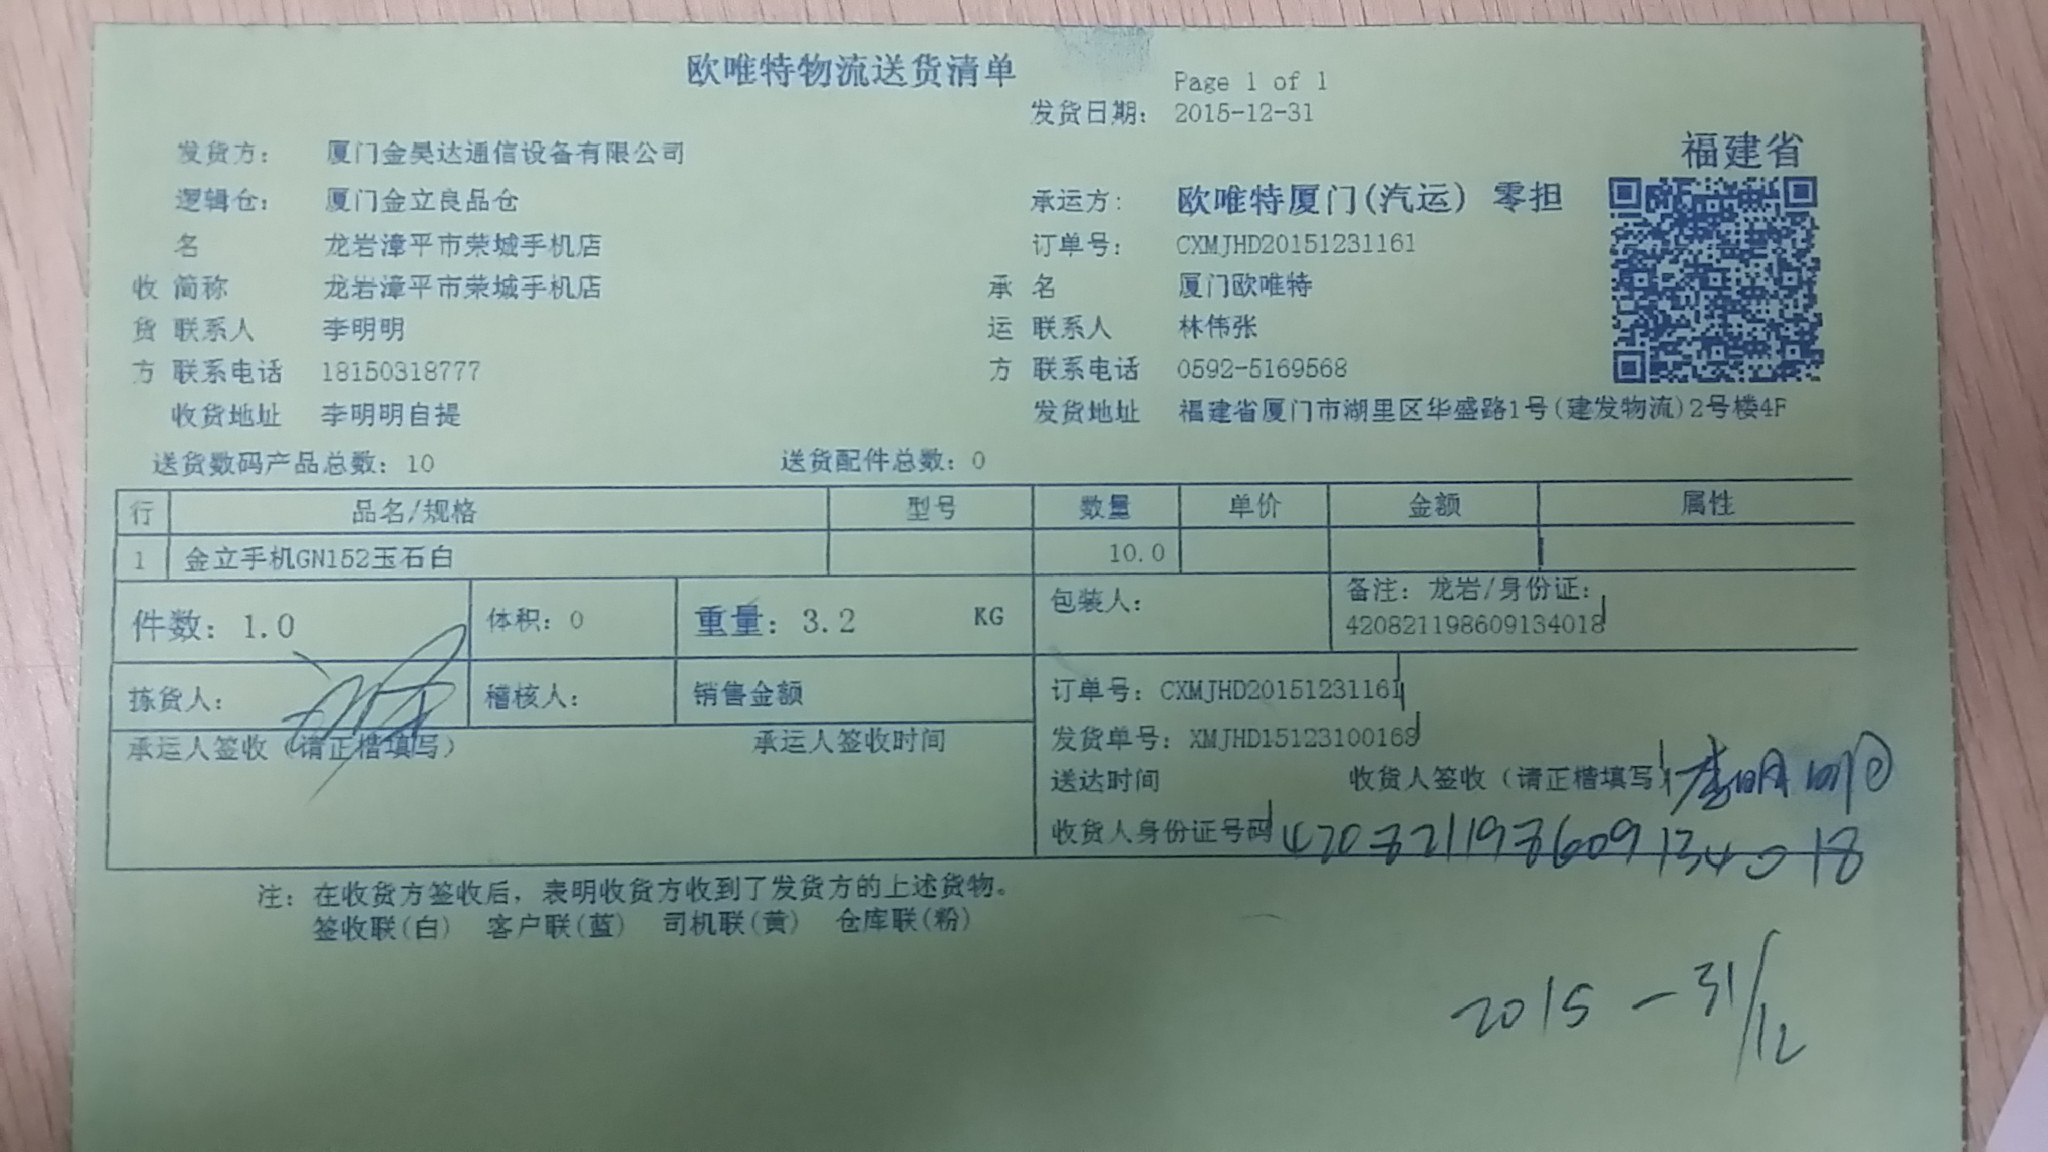 欧唯特物流送货清单
Page 1 of 1
发货日期: 2015-12-31
发货方: 厦门金昊达通信设备有限公司
福建省
逻辑仓: 厦门金立良品仓 承运方: 欧唯特厦门(汽运) 零担
名 龙岩漳平市荣城手机店 订单号: CXMJHD20151231161
收 简称 龙岩漳平市荣城手机店 承 名 厦门欧唯特
货 联系人 李明明 运 联系人 林伟张
方 联系电话 18150318777 方 联系电话 0592-5169568
收货地址 李明明自提 发货地址 福建省厦门市湖里区华盛路1号(建发物流)2号楼4F
送货数码产品总数: 10 送货配件总数: 0
行 品名/规格 型号 数量 单价 金额 属性
1 金立手机GN152玉石白 10.0
件数: 1.0 体积: 0 重量: 3.2 KG 包装人: 备注: 龙岩/身份证:
420821198609134018
拣货人: 稽核人: 销售金额 订单号: CXMJHD20151231161
承运人签收(请正楷填写) 承运人签收时间 发货单号: XMJHD15123100168
送达时间 收货人签收(请正楷填写) 李明明
收货人身份证号码 420821198609134018
注: 在收货方签收后, 表明收货方收到了发货方的上述货物。
签收联(白) 客户联(蓝) 司机联(黄) 仓库联(粉)
2015-31/12